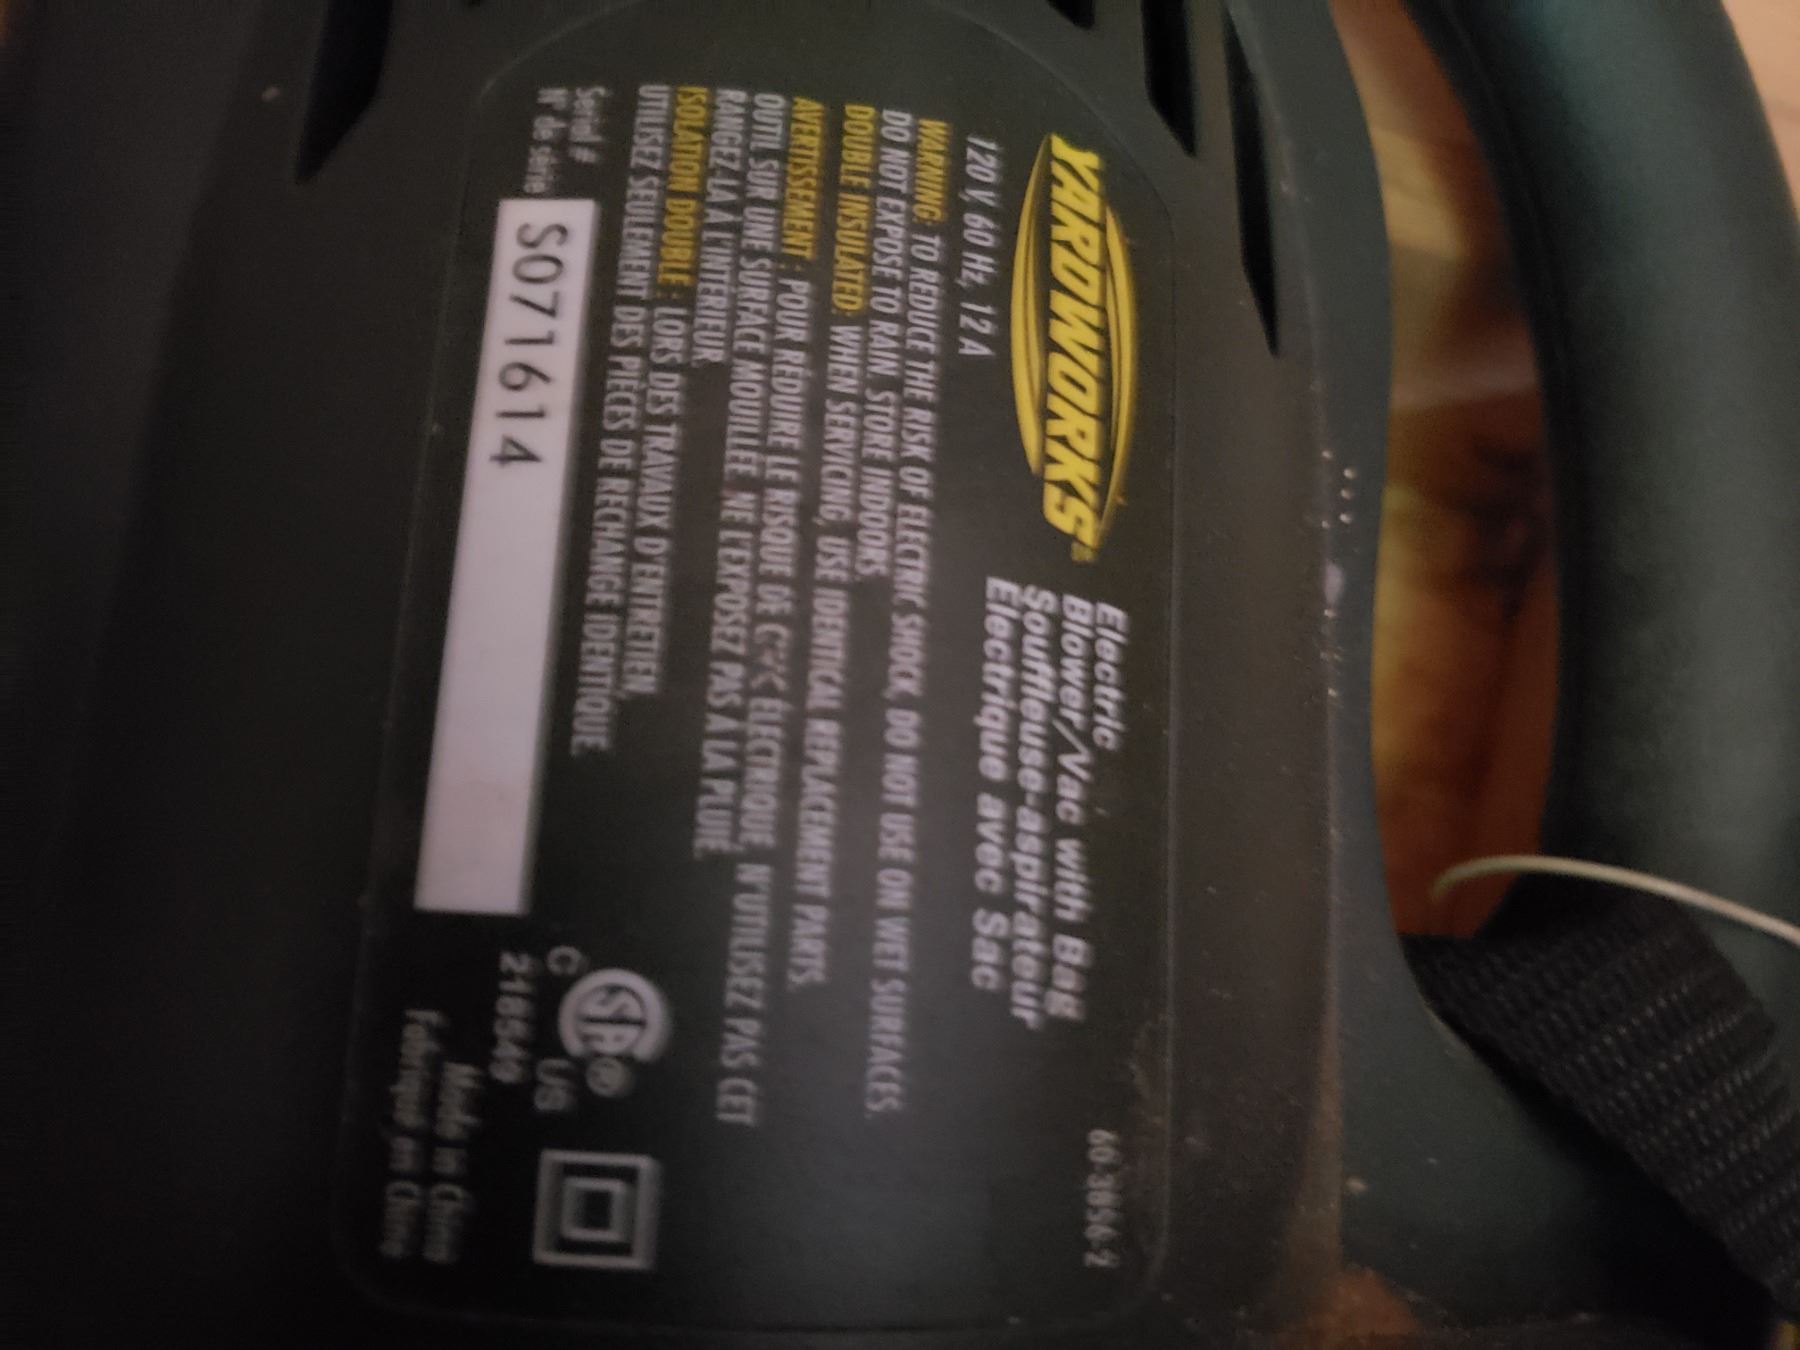 YARDWORKS®
Electric
Blower/Vac with Bag
Souffleuse-aspirateur
Électrique avec Sac
60-3856-2
120 V 60 Hz, 12 A
WARNING: TO REDUCE THE RISK OF ELECTRIC SHOCK, DO NOT USE ON WET SURFACES.
DO NOT EXPOSE TO RAIN. STORE INDOORS.
DOUBLE INSULATED: WHEN SERVICING, USE IDENTICAL REPLACEMENT PARTS.
AVERTISSEMENT : POUR RÉDUIRE LE RISQUE DE ÉLECTRIQUE, N'UTILISEZ PAS CET
OUTIL SUR UNE SURFACE MOUILLÉE. NE L'EXPOSEZ PAS A LA PLUIE.
RANGEZ-LA A L'INTÉRIEUR.
ISOLATION DOUBLE : LORS DES TRAVAUX D'ENTRETIEN,
UTILISEZ SEULEMENT DES PIÈCES DE RECHANGE IDENTIQUE.
Serial #
N° de série
S071614
®
C US
218549
Made in China
Fabriqué en Chine